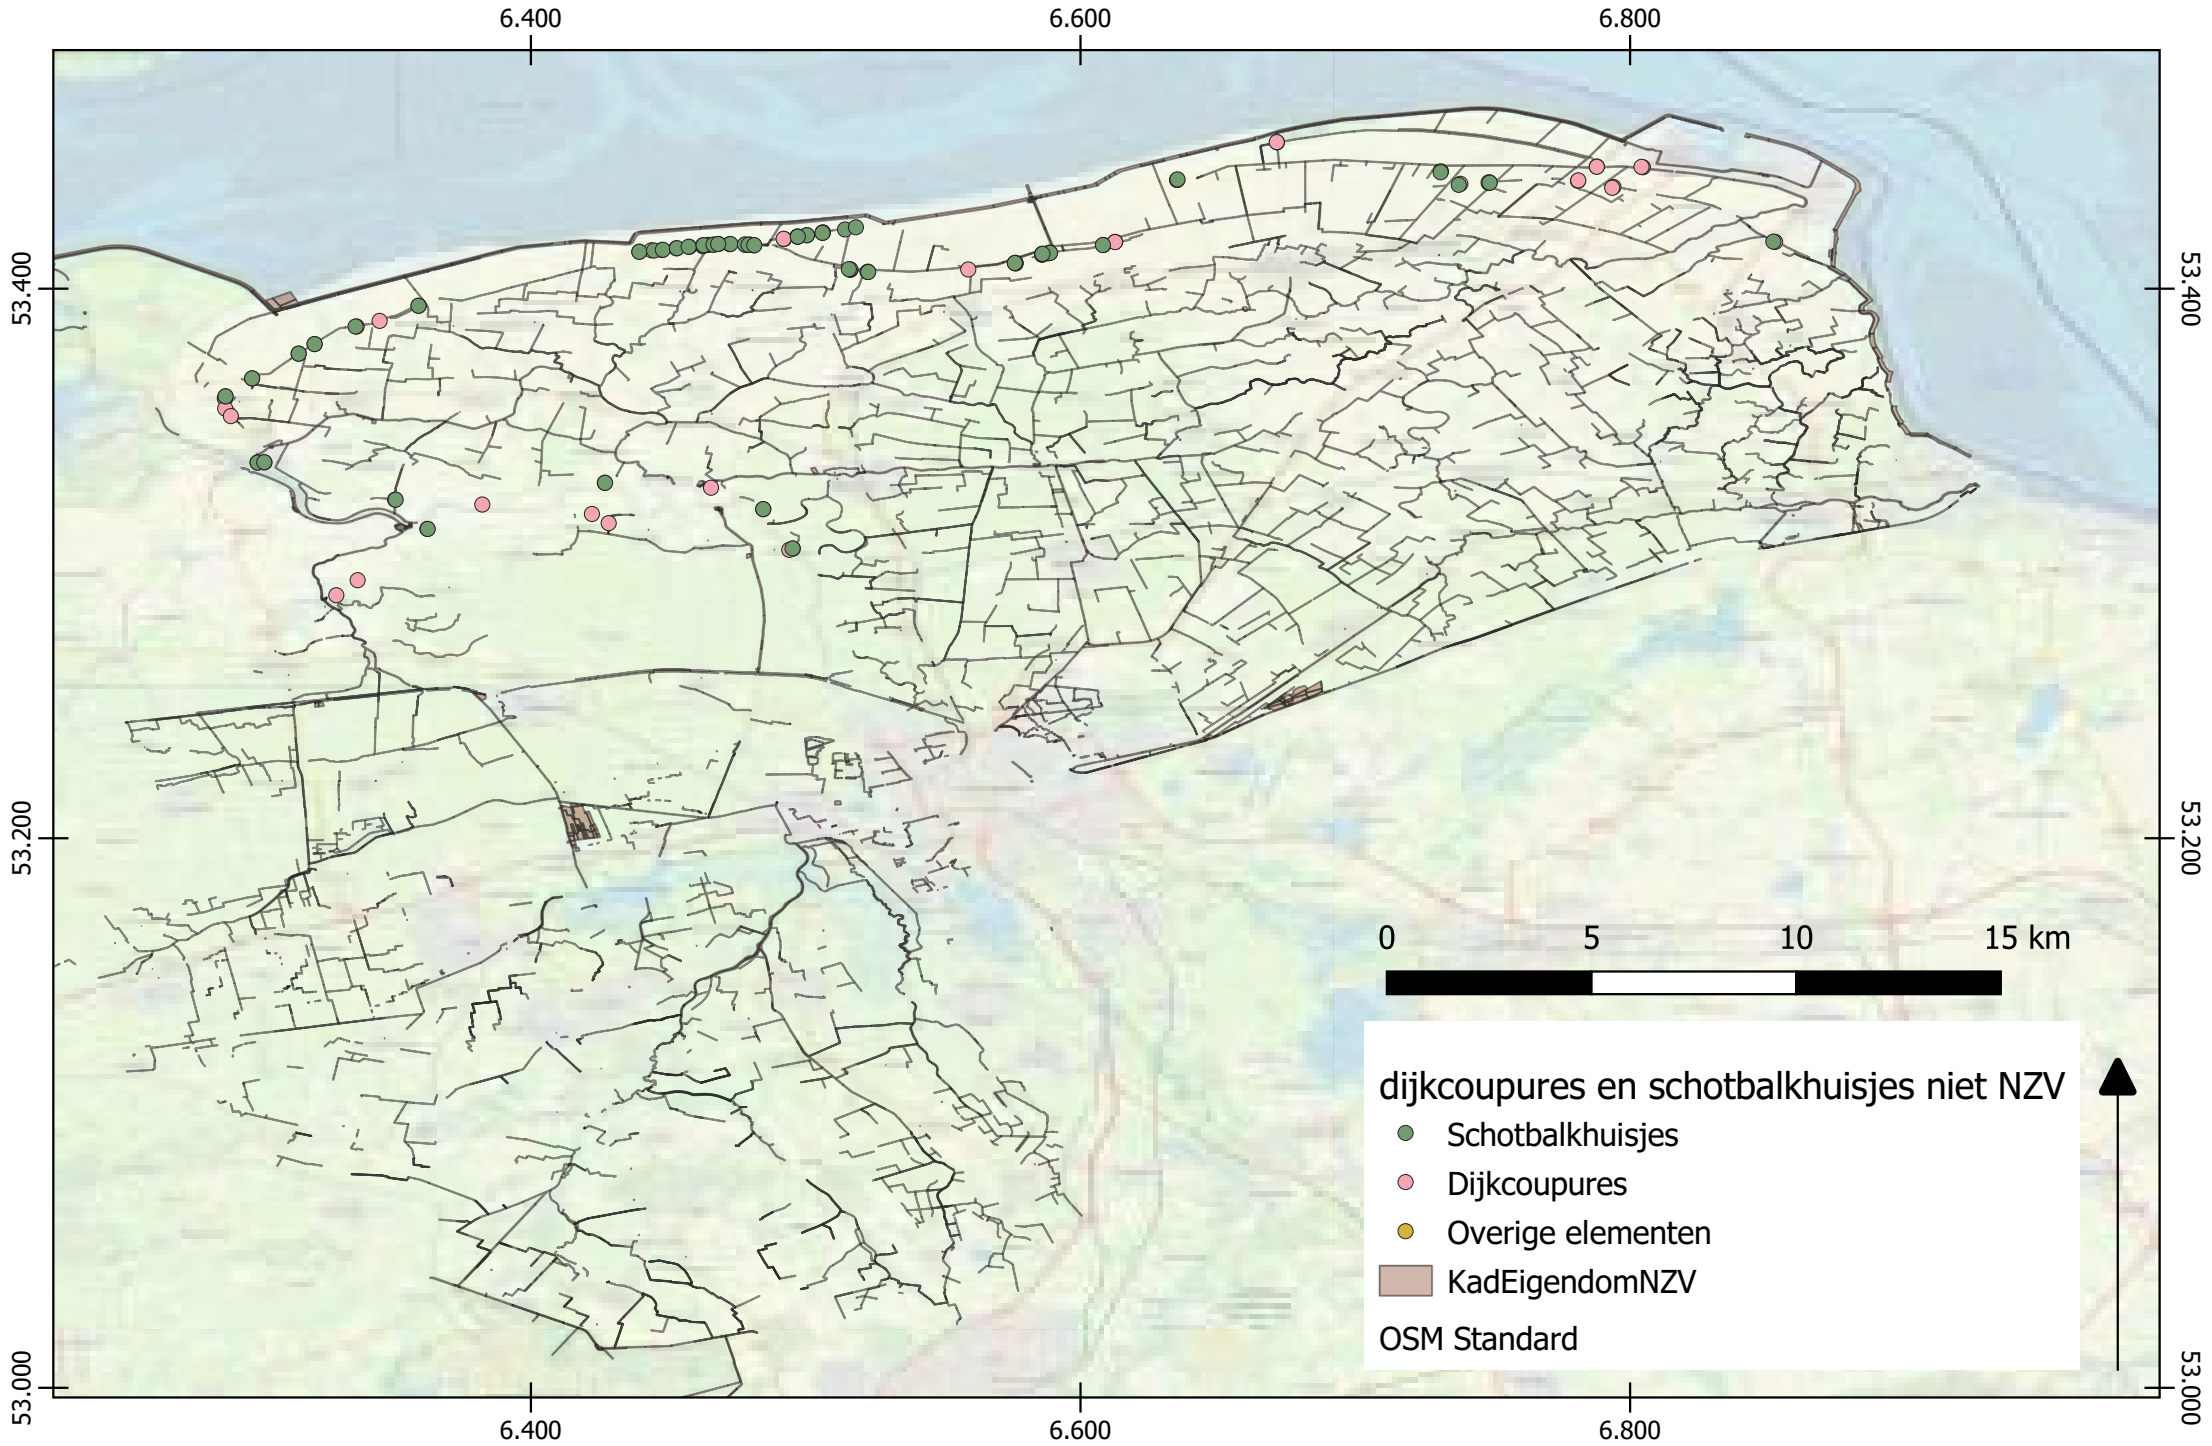 6.400
6.600
6.800
53.400
53.400
53.200
53.200
0
5
10
15 km
dijkcoupures en schotbalkhuisjes niet NZV
Schotbalkhuisjes
Dijkcoupures
Overige elementen
KadEigendomNZV
OSM Standard
53.000
53.000
6.400
6.600
6.800